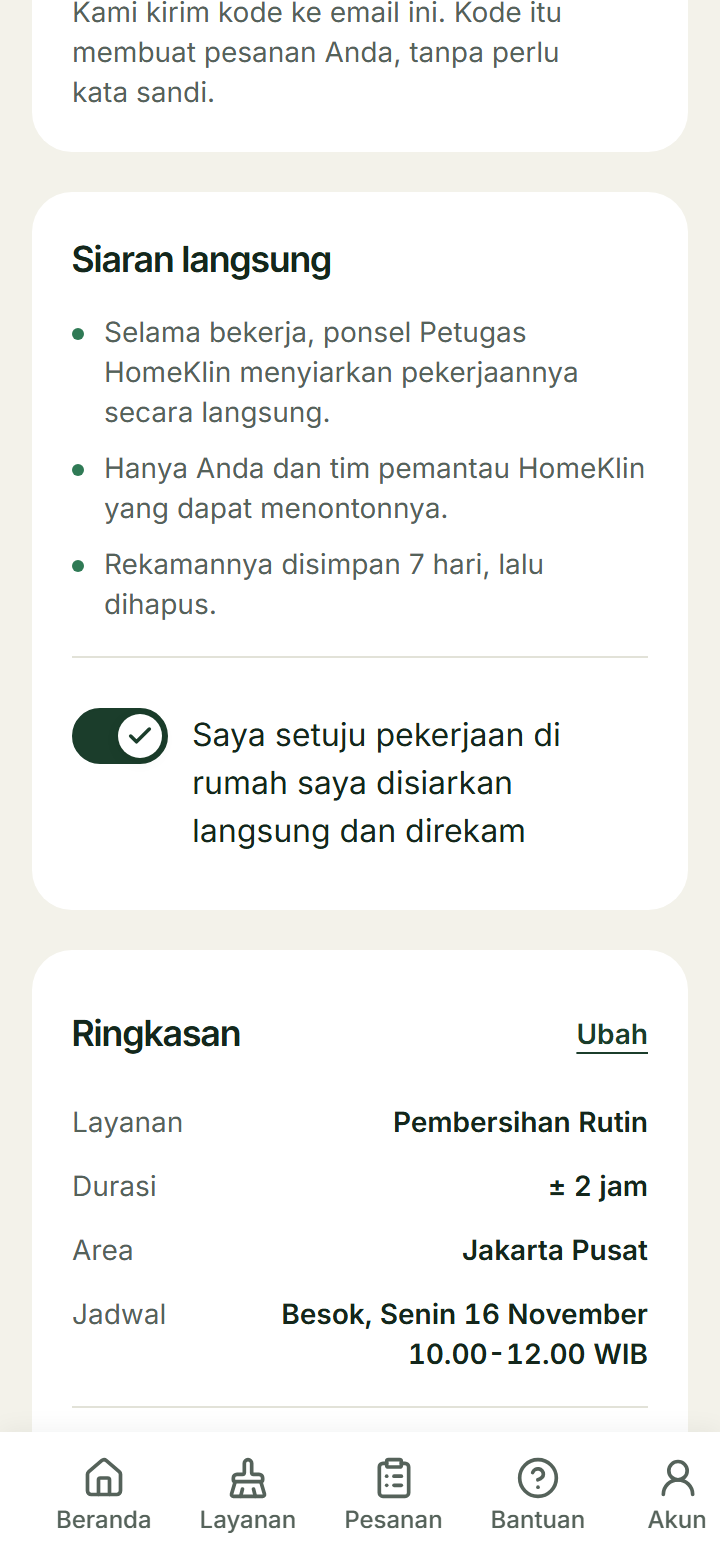 Kami kirim kode ke email ini. Kode itu
membuat pesanan Anda, tanpa perlu
kata sandi.
Siaran langsung
Selama bekerja, ponsel Petugas
HomeKlin menyiarkan pekerjaannya
secara langsung.
Hanya Anda dan tim pemantau HomeKlin
yang dapat menontonnya.
Rekamannya disimpan 7 hari, lalu
dihapus.
Saya setuju pekerjaan di
rumah saya disiarkan
langsung dan direkam
Ringkasan
Ubah
Layanan
Pembersihan Rutin
Durasi
± 2 jam
Area
Jakarta Pusat
Jadwal
Besok, Senin 16 November
10.00-12.00 WIB
Beranda
Layanan
Pesanan
Bantuan
Akun